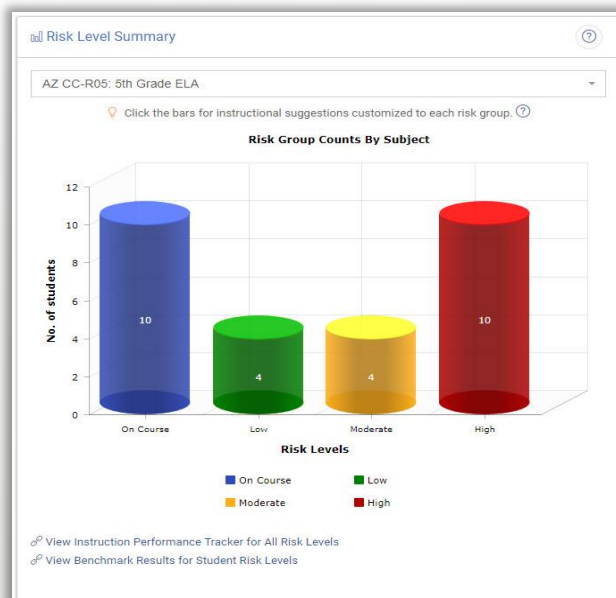 Risk Level Summary
?
AZ CC-R05: 5th Grade ELA
Click the bars for instructional suggestions customized to each risk group. ?
Risk Group Counts By Subject
12
10
8
6
4
2
0
No. of students
10
4
4
10
On Course Low Moderate High
Risk Levels
On Course Low
Moderate High
View Instruction Performance Tracker for All Risk Levels
View Benchmark Results for Student Risk Levels